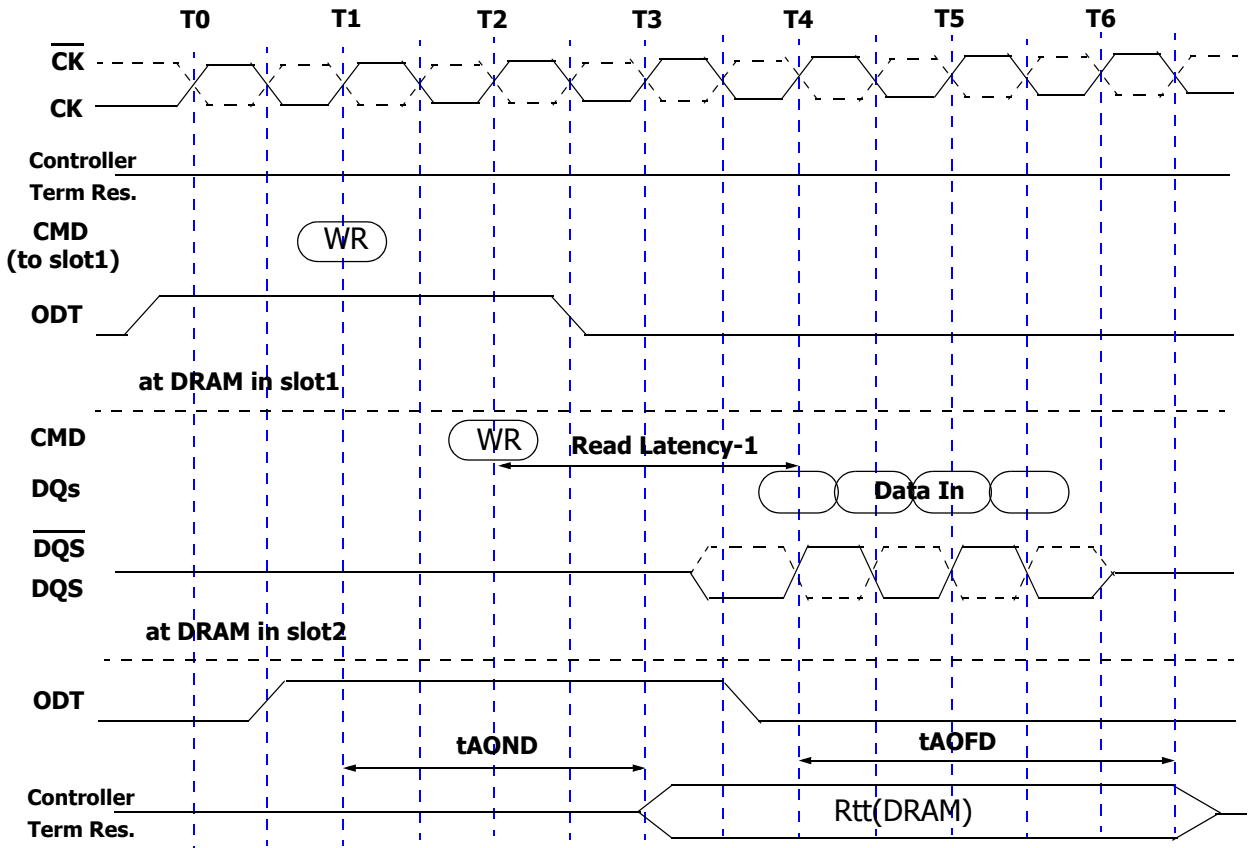 T0 T1 T2 T3 T4 T5 T6
CK
CK
Controller
Term Res.
CMD
(to slot1)
WR
ODT
at DRAM in slot1
CMD
WR
Read Latency-1
DQs
Data In
DQS
DQS
at DRAM in slot2
ODT
tAOND
tAOFD
Controller
Term Res.
Rtt(DRAM)